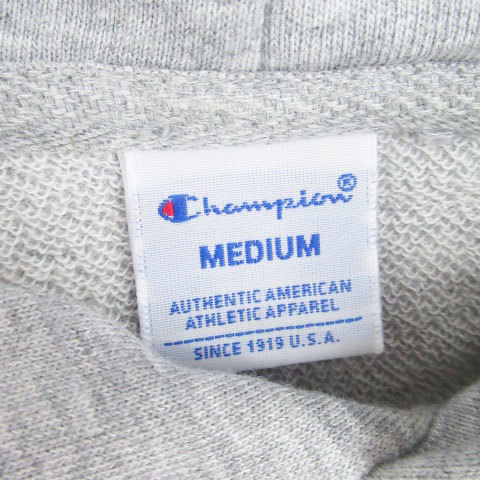 Champion®
MEDIUM
AUTHENTIC AMERICAN
ATHLETIC APPAREL
SINCE 1919 U.S.A.